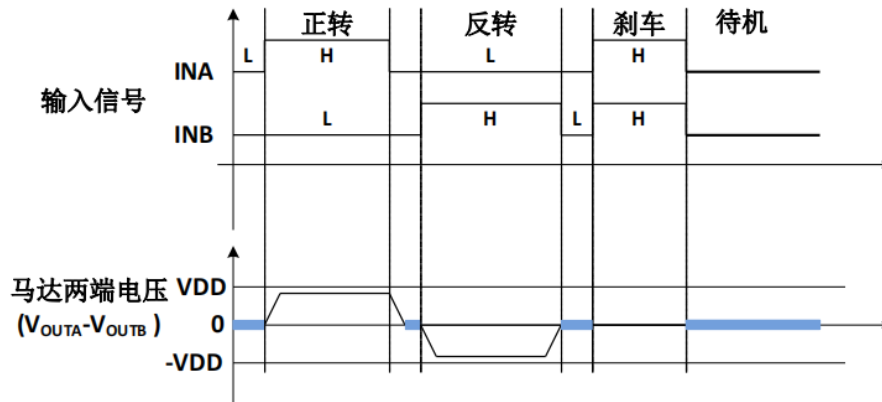 正转 反转 刹车 待机
L H L H
INA
输入信号
L H L H
INB
马达两端电压 VDD
(VOUTA-VOUTB ) 0
-VDD